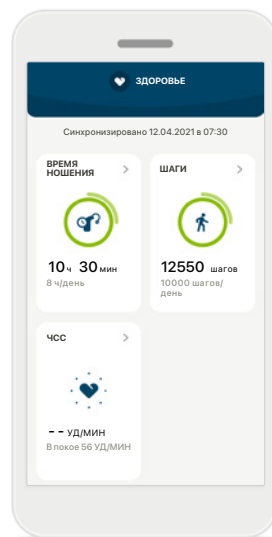 ЗДОРОВЬЕ
Синхронизировано 12.04.2021 в 07:30
ВРЕМЯ
НОШЕНИЯ
10 ч 30 мин
8 ч/день
ШАГИ
12550 шагов
10000 шагов/
день
ЧСС
-- УД/МИН
В покое 56 УД/МИН